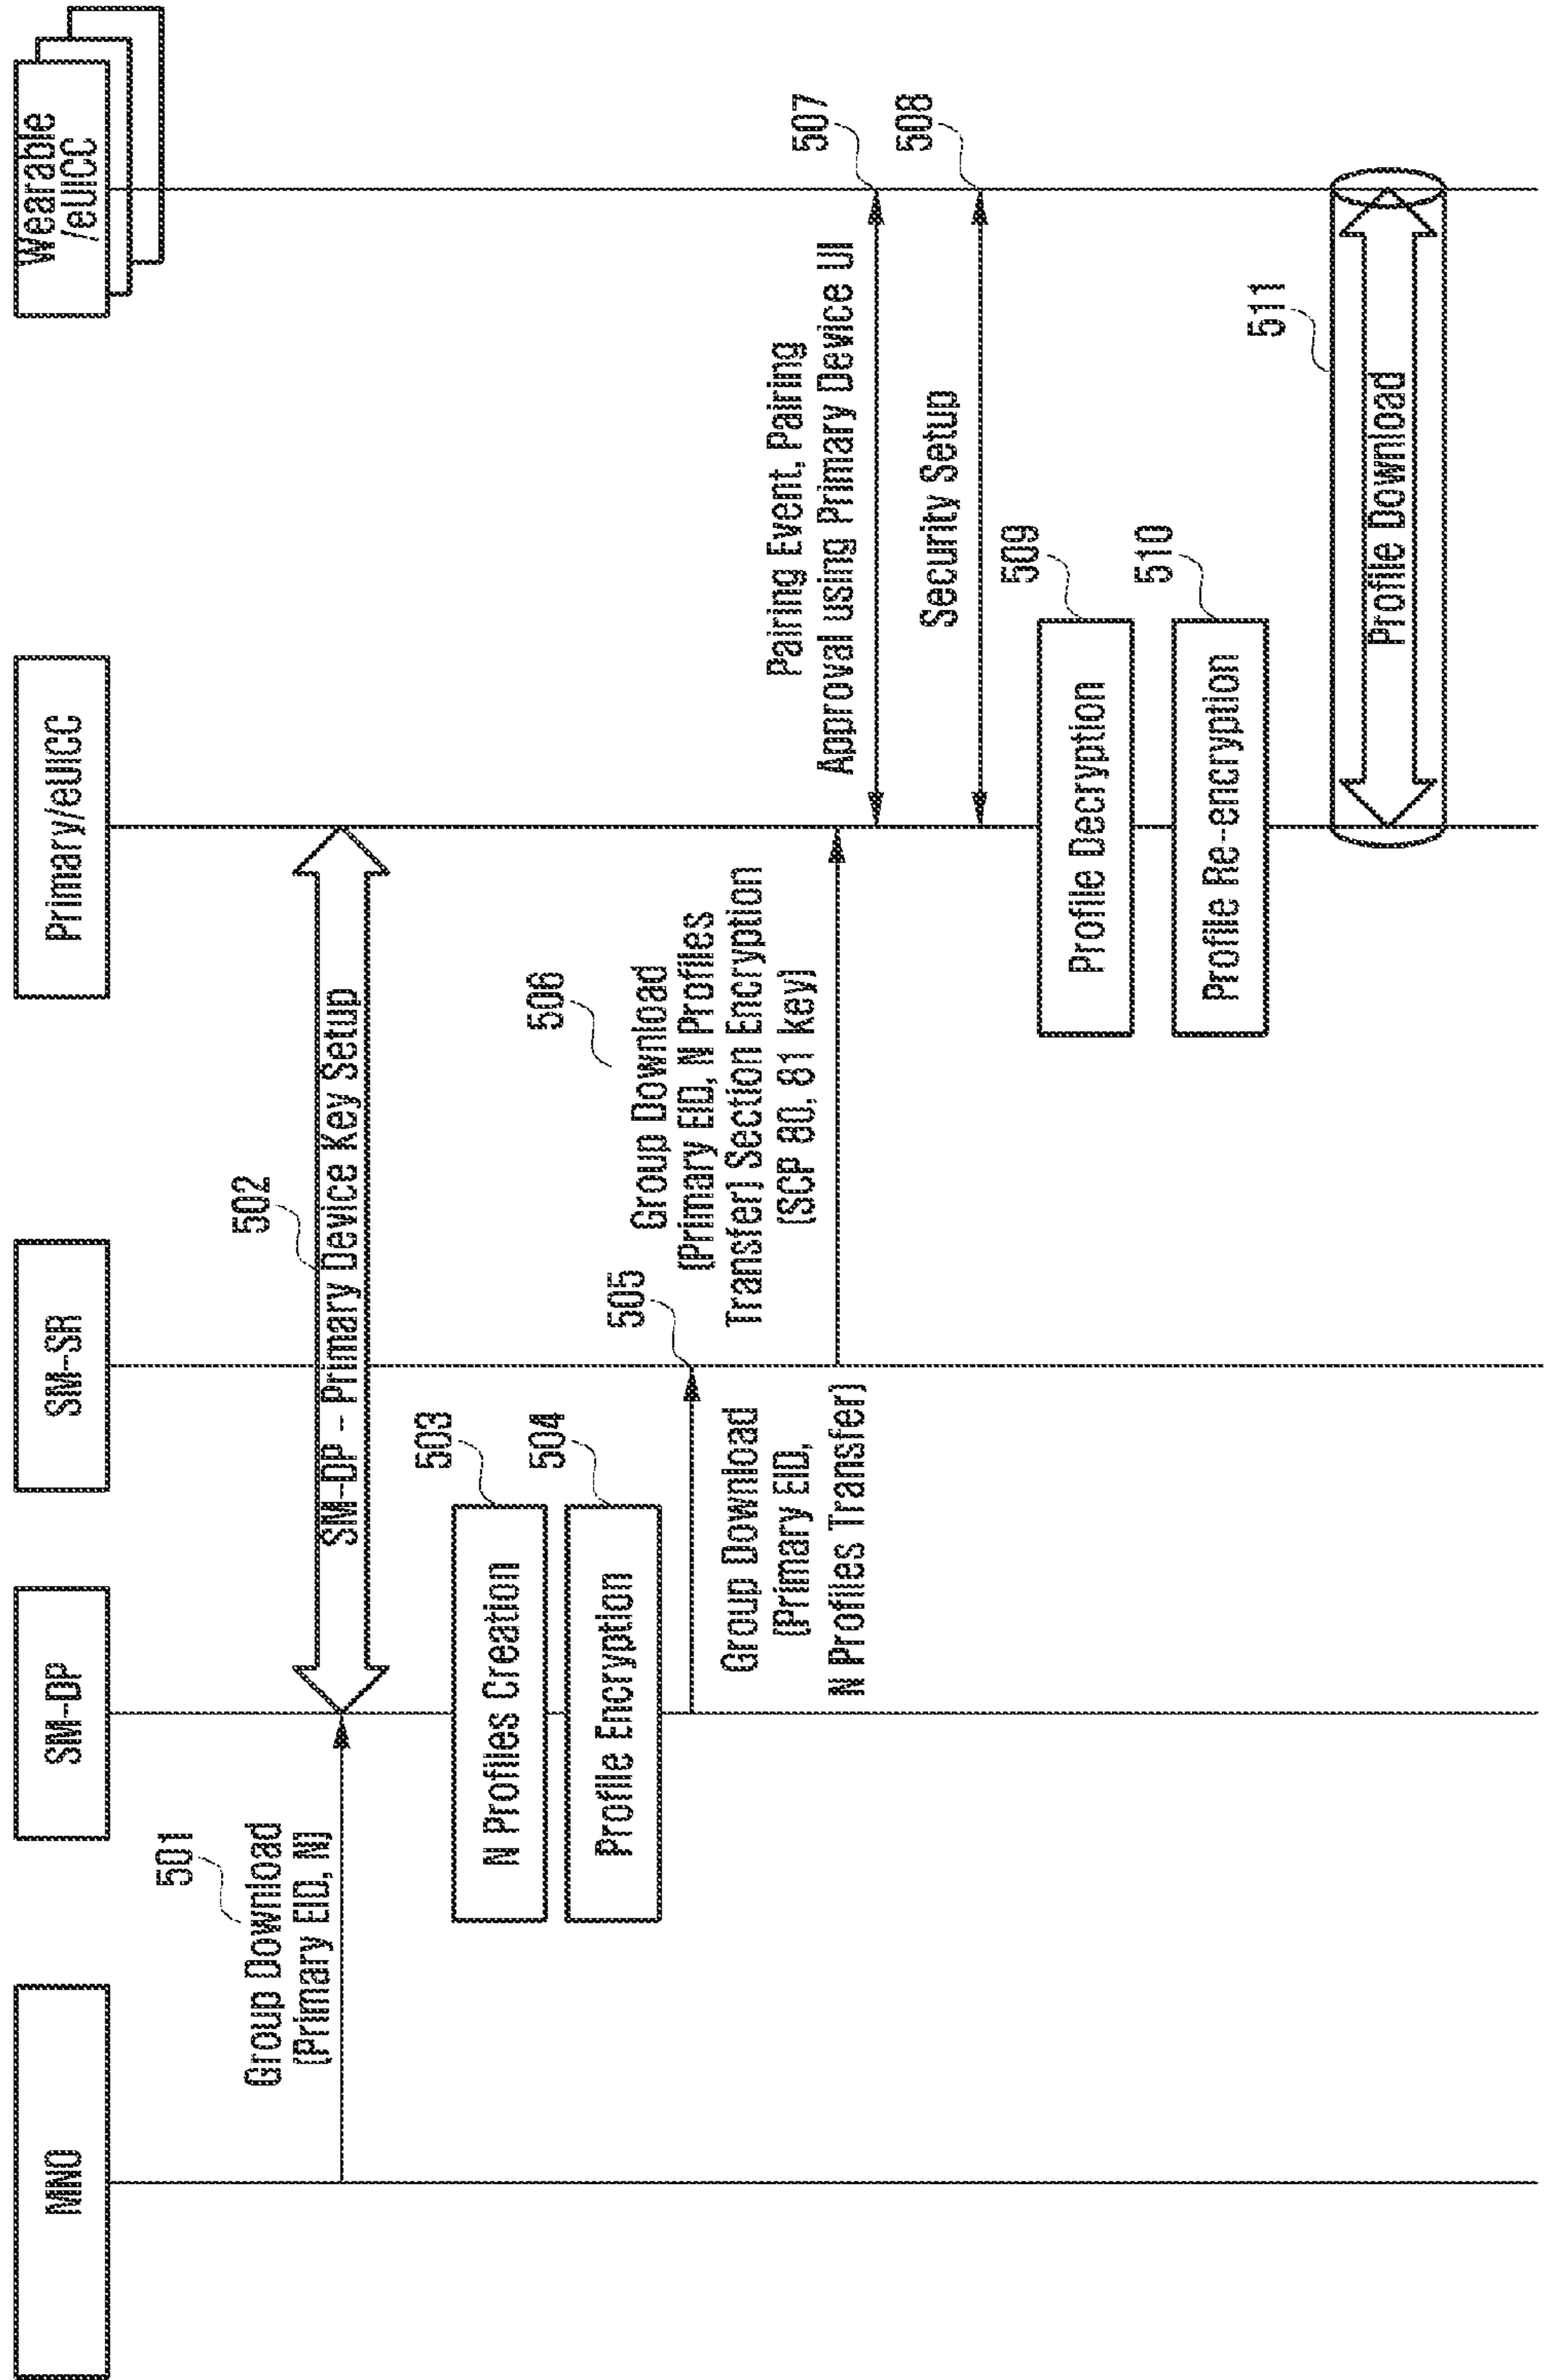 MNO
SM-DP
SM-SR
Primary/eUICC
Wearable
/eUICC
501
Group Download
(Primary EID, N)
502
SM-DP - Primary Device Key Setup
503
N Profiles Creation
504
Profile Encryption
505
Group Download
(Primary EID,
N Profiles Transfer)
506
Group Download
(Primary EID, N Profiles
Transfer) Section Encryption
(SCP 80, 81 key)
507
Pairing Event, Pairing
Approval using Primary Device UI
508
Security Setup
509
Profile Decryption
510
Profile Re-encryption
511
Profile Download